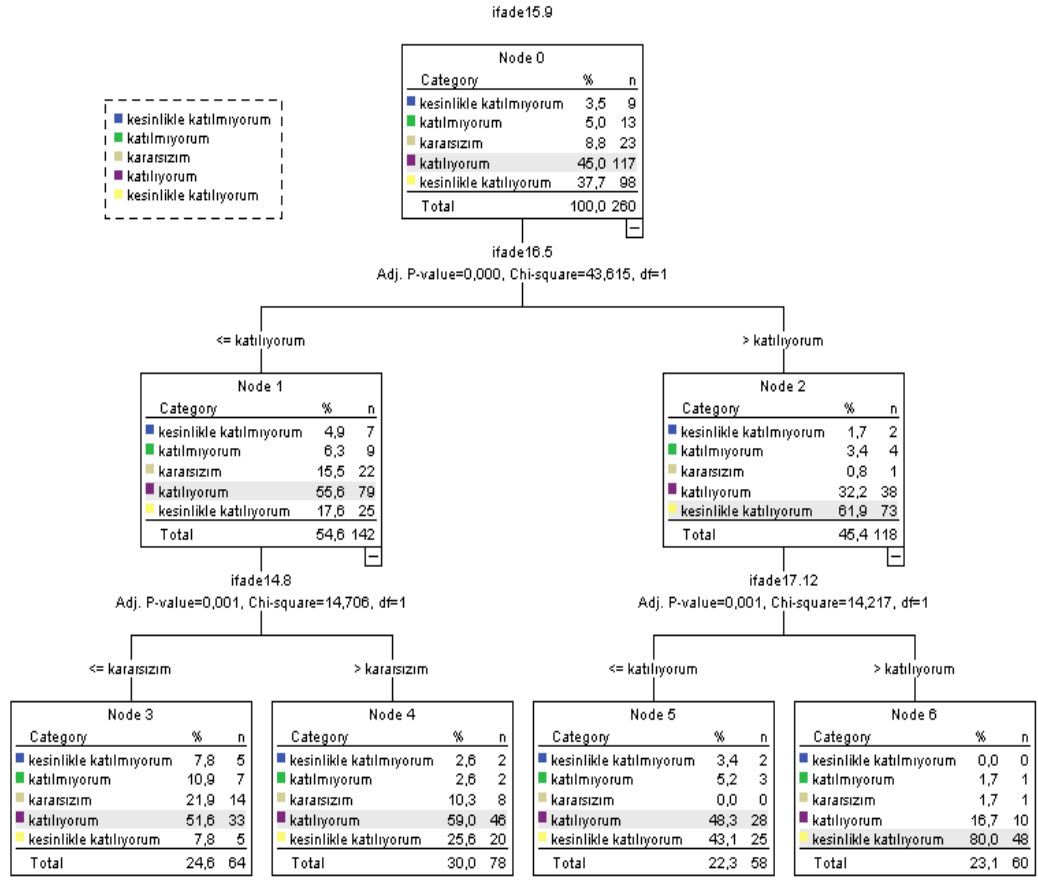 ifade15.9
Node 0
Category % n
kesinlikle katılmıyorum 3,5 9
katılmıyorum 5,0 13
kararsızım 8,8 23
katılıyorum 45,0 117
kesinlikle katılıyorum 37,7 98
Total 100,0 260
kesinlikle katılmıyorum
katılmıyorum
kararsızım
katılıyorum
kesinlikle katılıyorum
ifade16.5
Adj. P-value=0,000, Chi-square=43,615, df=1
<= katılıyorum
> katılıyorum
Node 1
Category % n
kesinlikle katılmıyorum 4,9 7
katılmıyorum 6,3 9
kararsızım 15,5 22
katılıyorum 55,6 79
kesinlikle katılıyorum 17,6 25
Total 54,6 142
Node 2
Category % n
kesinlikle katılmıyorum 1,7 2
katılmıyorum 3,4 4
kararsızım 0,8 1
katılıyorum 32,2 38
kesinlikle katılıyorum 61,9 73
Total 45,4 118
ifade14.8
Adj. P-value=0,001, Chi-square=14,706, df=1
ifade17.12
Adj. P-value=0,001, Chi-square=14,217, df=1
<= kararsızım
> kararsızım
<= katılıyorum
> katılıyorum
Node 3
Category % n
kesinlikle katılmıyorum 7,8 5
katılmıyorum 10,9 7
kararsızım 21,9 14
katılıyorum 51,6 33
kesinlikle katılıyorum 7,8 5
Total 24,6 64
Node 4
Category % n
kesinlikle katılmıyorum 2,6 2
katılmıyorum 2,6 2
kararsızım 10,3 8
katılıyorum 59,0 46
kesinlikle katılıyorum 25,6 20
Total 30,0 78
Node 5
Category % n
kesinlikle katılmıyorum 3,4 2
katılmıyorum 5,2 3
kararsızım 0,0 0
katılıyorum 48,3 28
kesinlikle katılıyorum 43,1 25
Total 22,3 58
Node 6
Category % n
kesinlikle katılmıyorum 0,0 0
katılmıyorum 1,7 1
kararsızım 1,7 1
katılıyorum 16,7 10
kesinlikle katılıyorum 80,0 48
Total 23,1 60